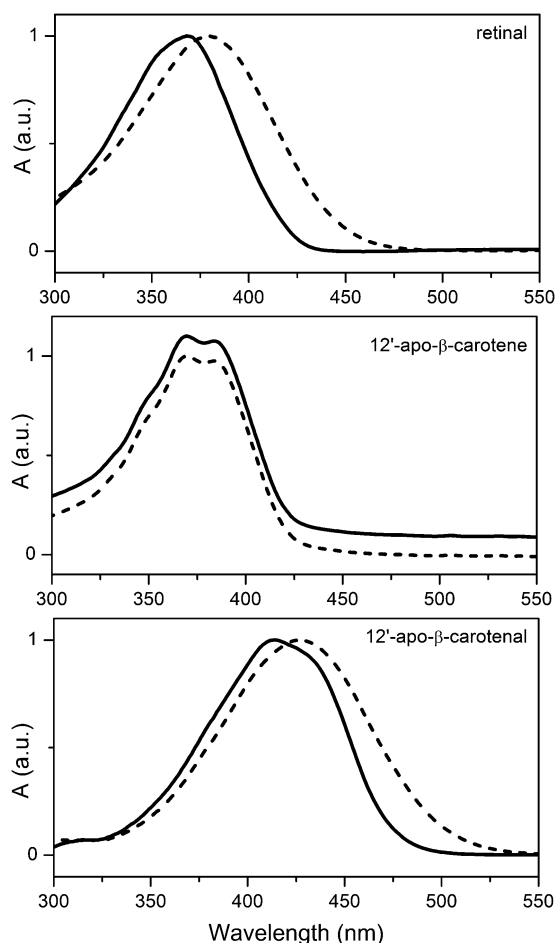 retinal
1
A (a.u.)
0
300 350 400 450 500 550
12'-apo-β-carotene
1
A (a.u.)
0
300 350 400 450 500 550
12'-apo-β-carotenal
1
A (a.u.)
0
300 350 400 450 500 550
Wavelength (nm)